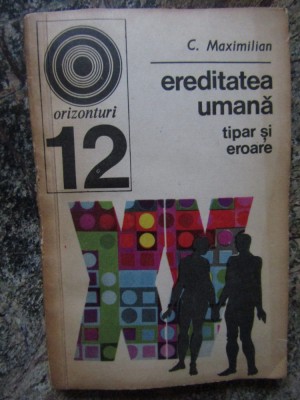 C. Maximilian
orizonturi
12
ereditatea
umană
tipar și
eroare